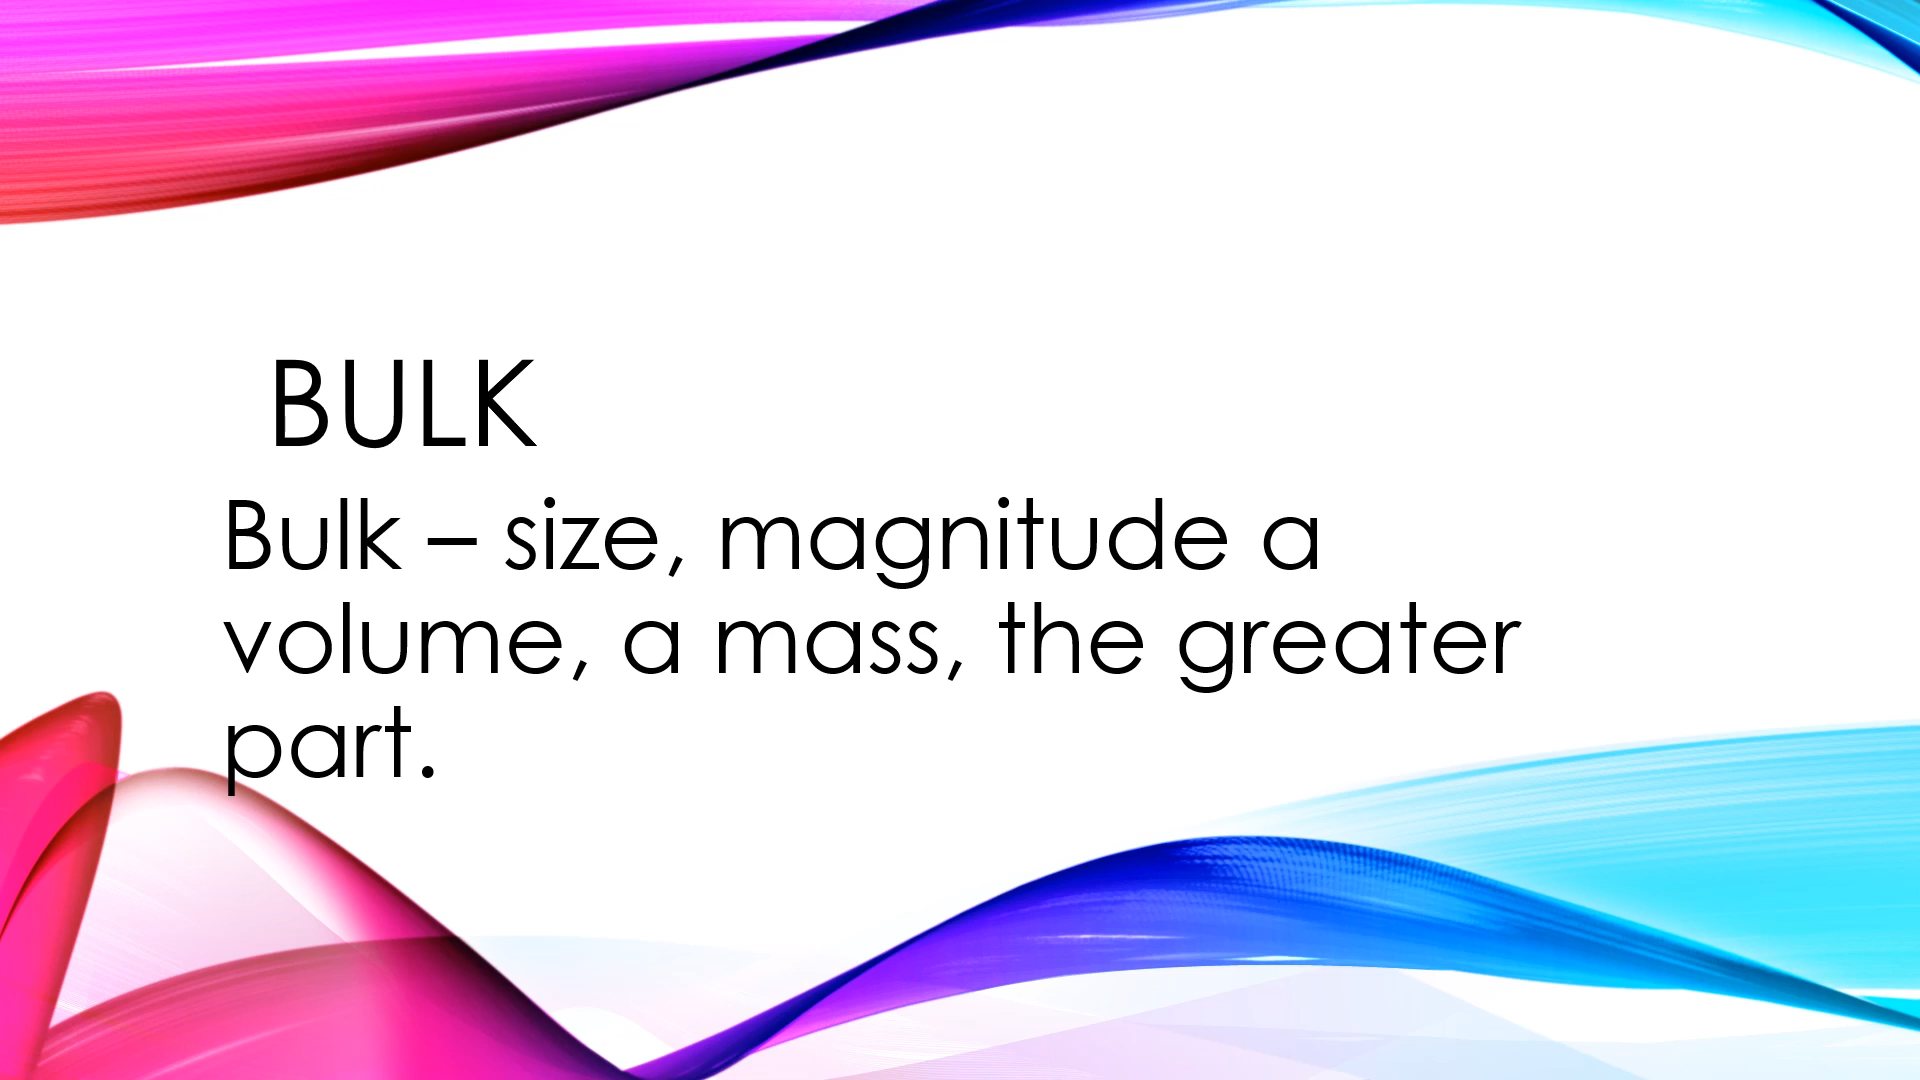 BULK
Bulk – size, magnitude a
volume, a mass, the greater
part.